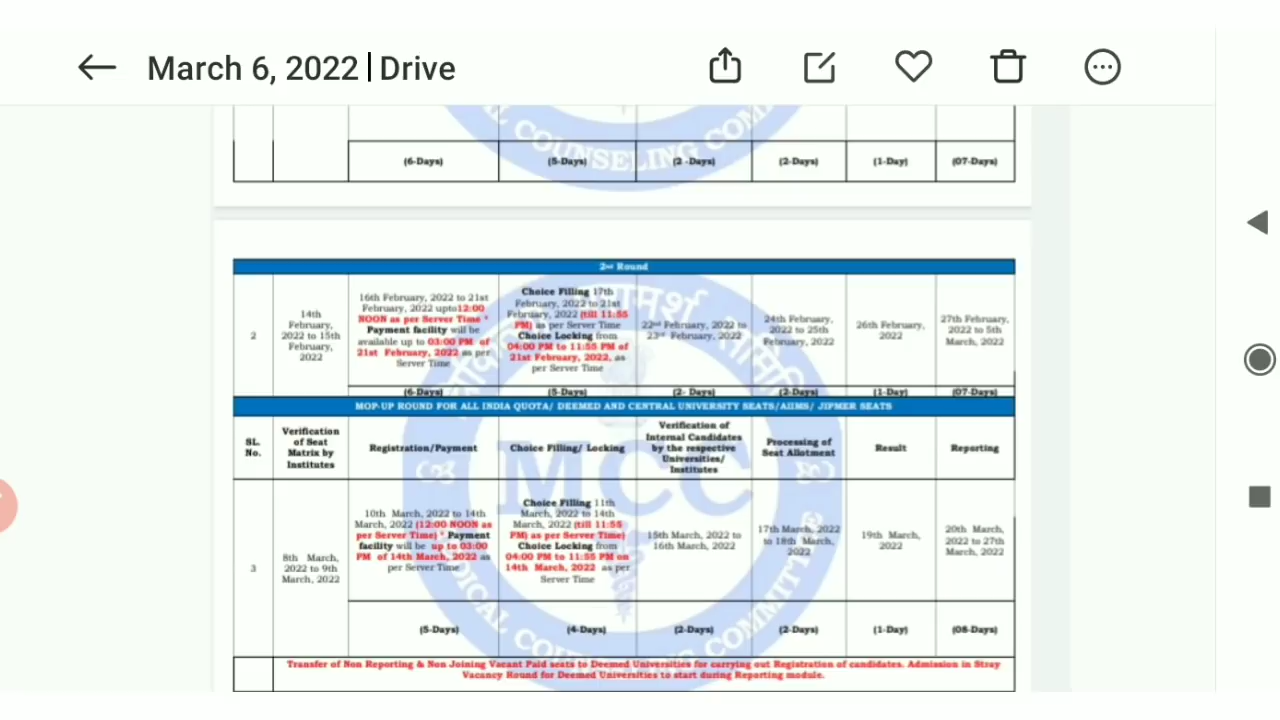 March 6, 2022 | Drive
COUNSELING COM
(6-Days) (5-Days) (2 -Days) (2-Days) (1-Day) (07-Days)
2nd Round
2
14th
February,
2022 to 15th
February,
2022
16th February, 2022 to 21st
February, 2022 upto12:00
NOON as per Server Time *
Payment facility will be
available up to 03:00 PM of
21st February, 2022 as per
Server Time
Choice Filling 17th
February, 2022 to 21st
February, 2022 (till 11:55
PM) as per Server Time
Choice Locking from
04:00 PM to 11:55 PM of
21st February, 2022, as
per Server Time
22nd February, 2022 to
23rd February, 2022
24th February,
2022 to 25th
February, 2022
26th February,
2022
27th February,
2022 to 5th
March, 2022
(6-Days) (5-Days) (2- Days) (2-Days) (1-Day) (07-Days)
MOP-UP ROUND FOR ALL INDIA QUOTA/ DEEMED AND CENTRAL UNIVERSITY SEATS/AIIMS/ JIPMER SEATS
SL.
No.
Verification
of Seat
Matrix by
Institutes
Registration/Payment
Choice Filling/ Locking
Verification of
Internal Candidates
by the respective
Universities/
Institutes
Processing of
Seat Allotment
Result
Reporting
MCC
3
8th March,
2022 to 9th
March, 2022
10th March, 2022 to 14th
March, 2022 (12:00 NOON as
per Server Time) * Payment
facility will be up to 03:00
PM of 14th March, 2022 as
per Server Time
Choice Filling 11th
March, 2022 to 14th
March, 2022 (till 11:55
PM) as per Server Time)
Choice Locking from
04:00 PM to 11:55 PM on
14th March, 2022 as per
Server Time
15th March, 2022 to
16th March, 2022
17th March, 2022
to 18th March,
2022
19th March,
2022
20th March,
2022 to 27th
March, 2022
(5-Days) (4-Days) (2-Days) (2-Days) (1-Day) (08-Days)
Transfer of Non Reporting & Non Joining Vacant Paid seats to Deemed Universities for carrying out Registration of candidates. Admission in Stray
Vacancy Round for Deemed Universities to start during Reporting module.